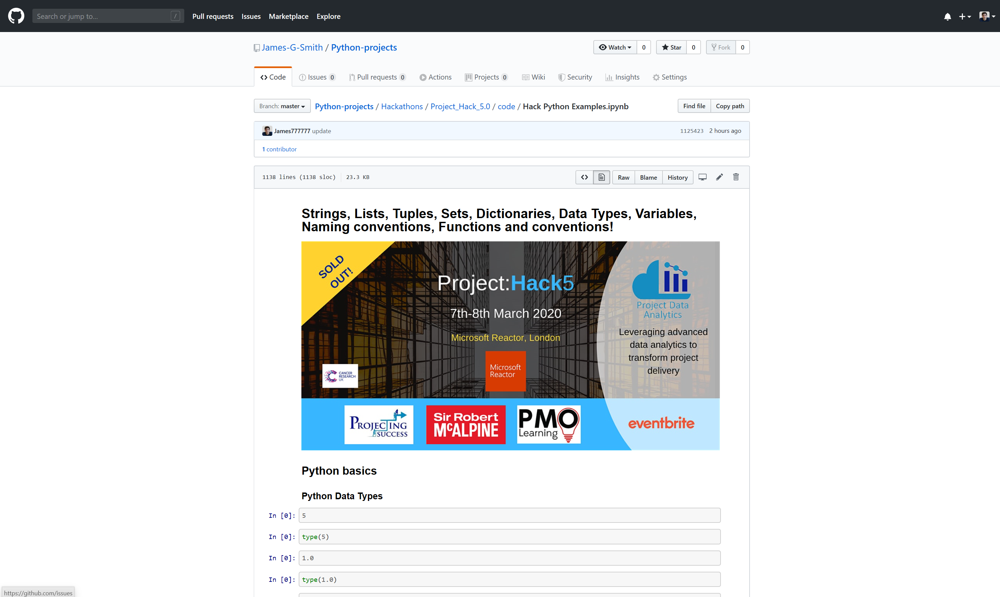 Search or jump to...
/
Pull requests
Issues
Marketplace
Explore
James-G-Smith / Python-projects
Watch
0
Star
0
Fork
0
Code
Issues 0
Pull requests 0
Actions
Projects 0
Wiki
Security
Insights
Settings
Branch: master
Python-projects / Hackathons / Project_Hack_5.0 / code / Hack Python Examples.ipynb
Find file
Copy path
James777777 update
1125423 2 hours ago
1 contributor
1138 lines (1138 sloc) 23.3 KB
Raw
Blame
History
Strings, Lists, Tuples, Sets, Dictionaries, Data Types, Variables,
Naming conventions, Functions and conventions!
SOLD
OUT!
Project:Hack5
7th-8th March 2020
Microsoft Reactor, London
Microsoft
Reactor
CANCER
RESEARCH
UK
Project Data
Analytics
Leveraging advanced
data analytics to
transform project
delivery
PROJECTING
SUCCESS
Sir Robert
McALPINE
PMO
Learning
eventbrite
Python basics
Python Data Types
In [0]: 5
In [0]: type(5)
In [0]: 1.0
In [0]: type(1.0)
https://github.com/issues